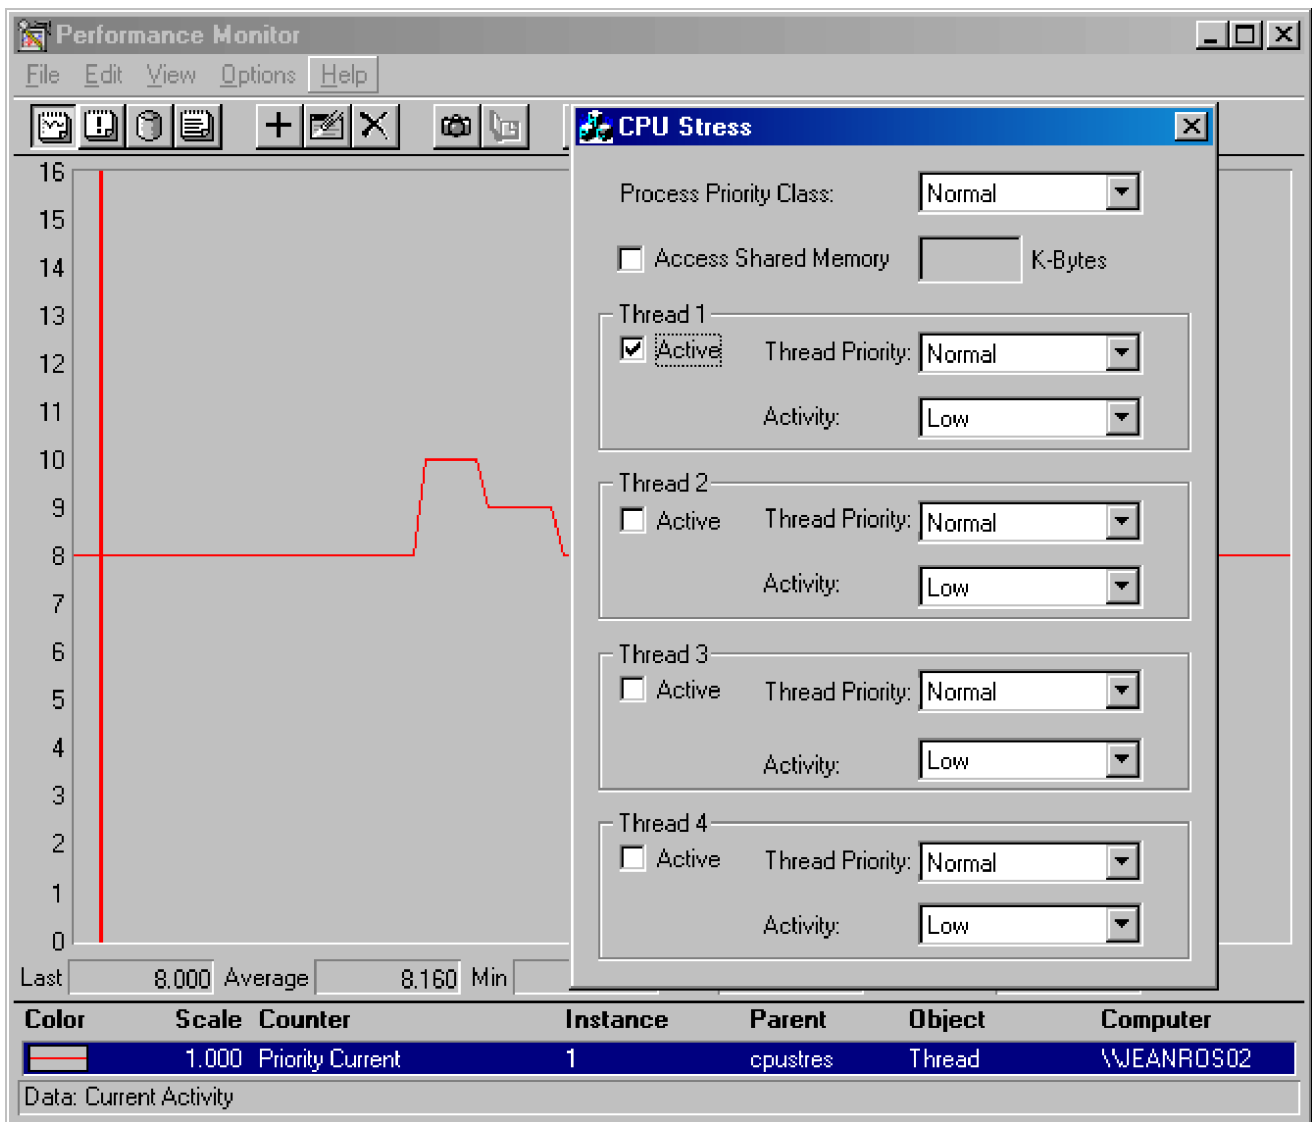 Performance Monitor
File Edit View Options Help
CPU Stress
Process Priority Class: Normal
Access Shared Memory K-Bytes
Thread 1
Active Thread Priority: Normal
Activity: Low
Thread 2
Active Thread Priority: Normal
Activity: Low
Thread 3
Active Thread Priority: Normal
Activity: Low
Thread 4
Active Thread Priority: Normal
Activity: Low
16
15
14
13
12
11
10
9
8
7
6
5
4
3
2
1
0
Last 8.000 Average 8.160 Min
Color Scale Counter Instance Parent Object Computer
1.000 Priority Current 1 cpustres Thread \\JEANROS02
Data: Current Activity